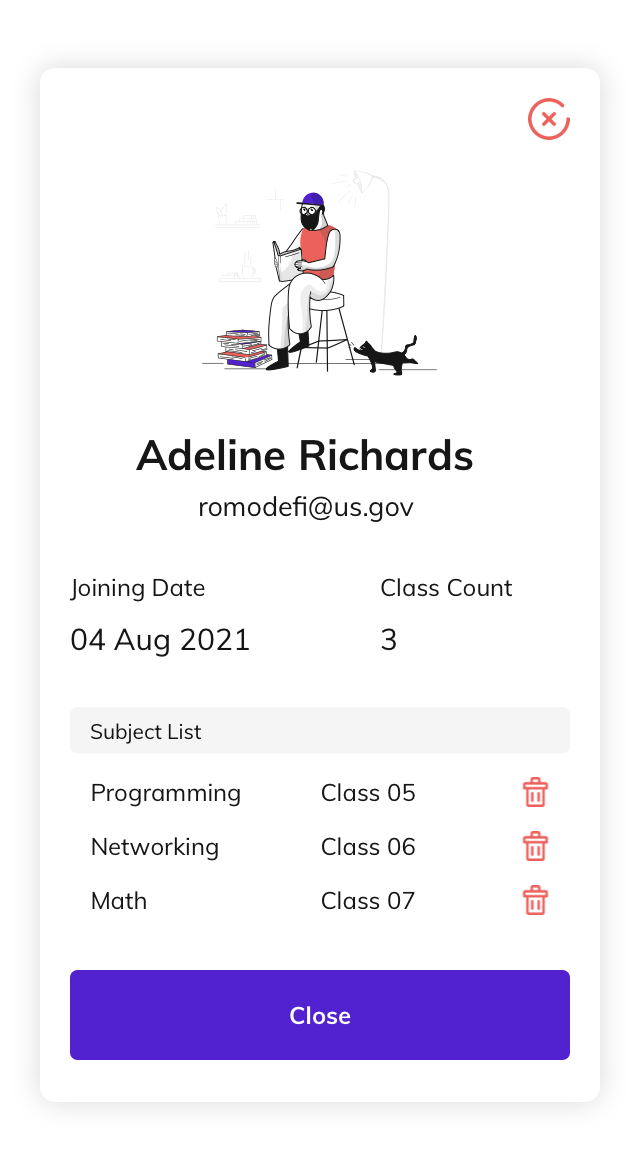 Adeline Richards
romodefi@us.gov
Joining Date Class Count
04 Aug 2021 3
Subject List
Programming Class 05
Networking Class 06
Math Class 07
Close